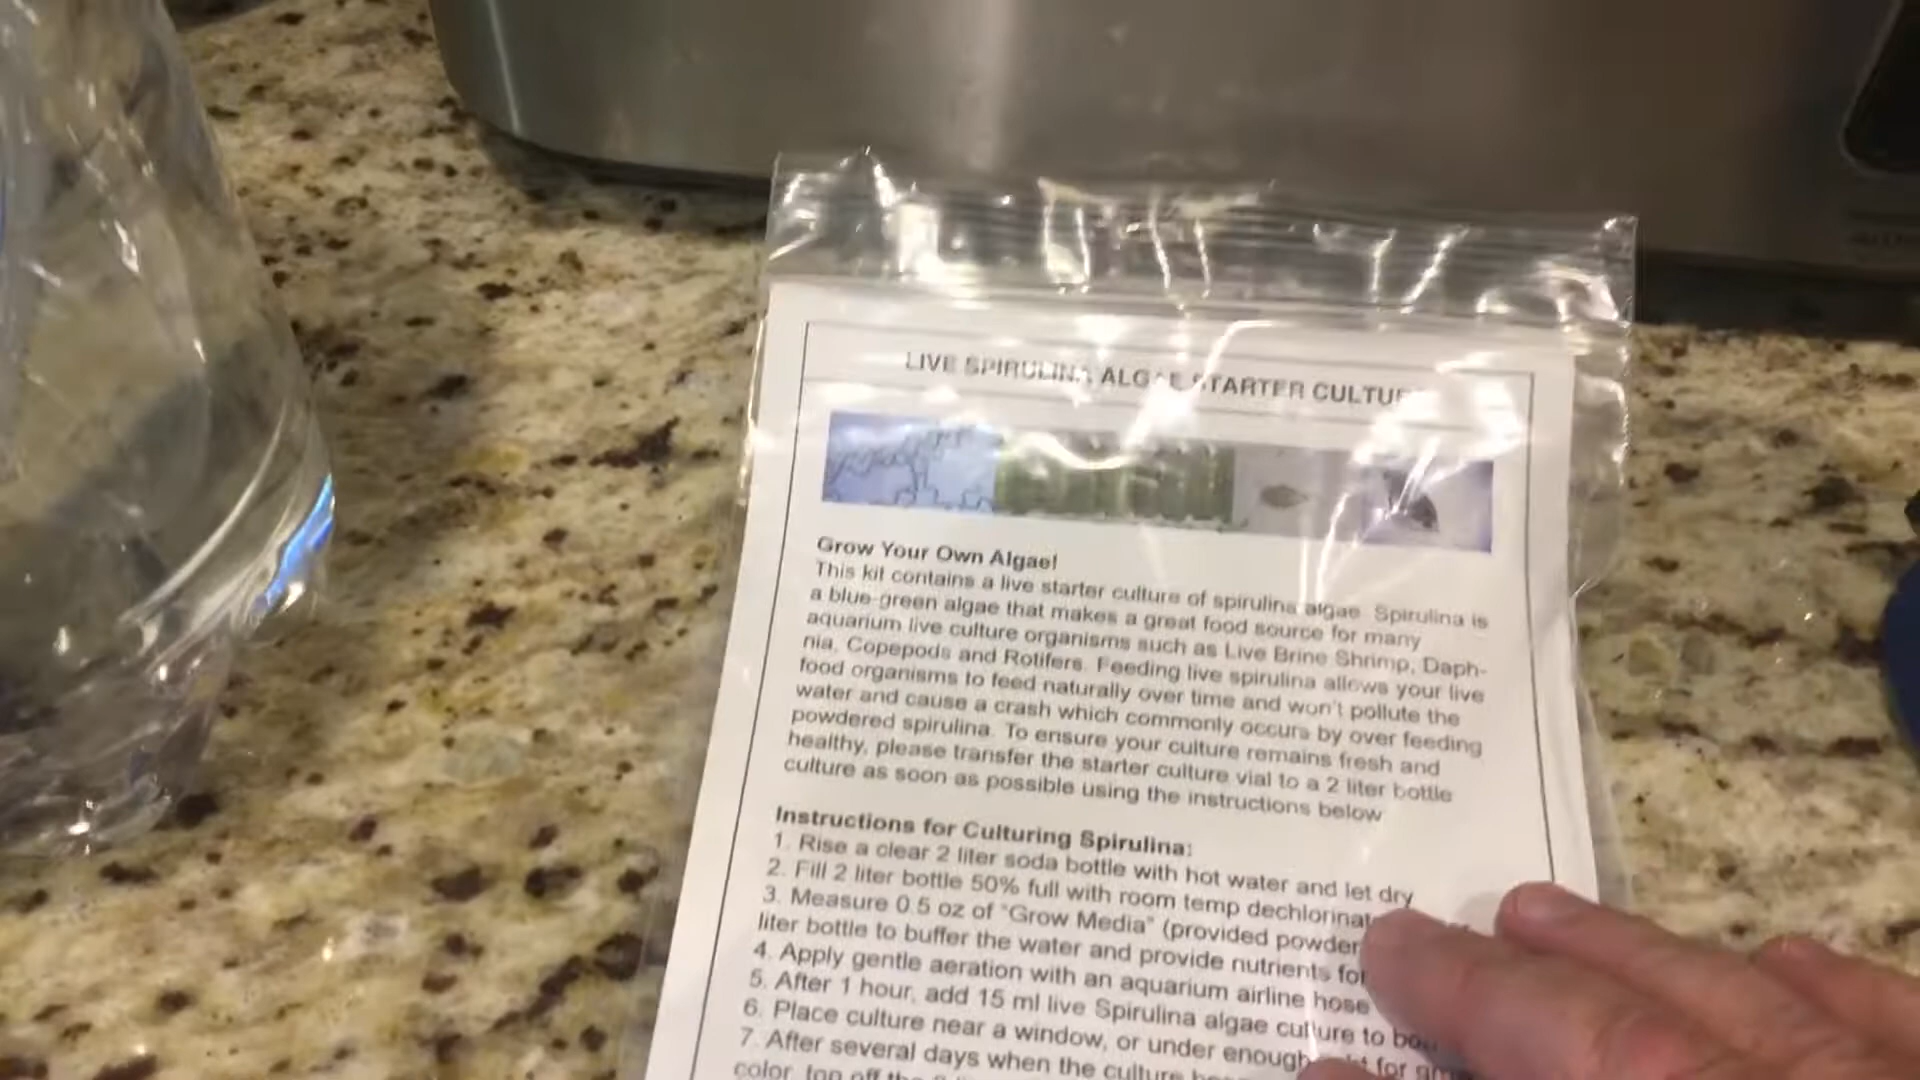 LIVE SPIRULINA ALGAE STARTER
Grow Your Own Algae!
This kit contains a live starter culture of spirulina algae. Spirulina is
a blue-green algae that makes a great food source for many
aquarium live culture organisms such as Live Brine Shrimp, Daph-
nia, Copepods and Rotifers. Feeding live spirulina allows your live
food organisms to feed naturally over time and won't pollute the
water and cause a crash which commonly occurs by over feeding
powdered spirulina. To ensure your culture remains fresh and
healthy, please transfer the starter culture vial to a 2 liter bottle
culture as soon as possible using the instructions below
Instructions for Culturing Spirulina:
1. Rise a clear 2 liter soda bottle with hot water and let dry
2. Fill 2 liter bottle 50% full with room temp
3. Measure 0.5 oz of "Grow Media" (provided
liter bottle to buffer the water and provide nutrients for
4. Apply gentle aeration with an aquarium airline hose
5. After 1 hour, add 15 ml live Spirulina algae culture to
6. Place culture near a window, or under enough for
7. After several days when the culture
color, top off the